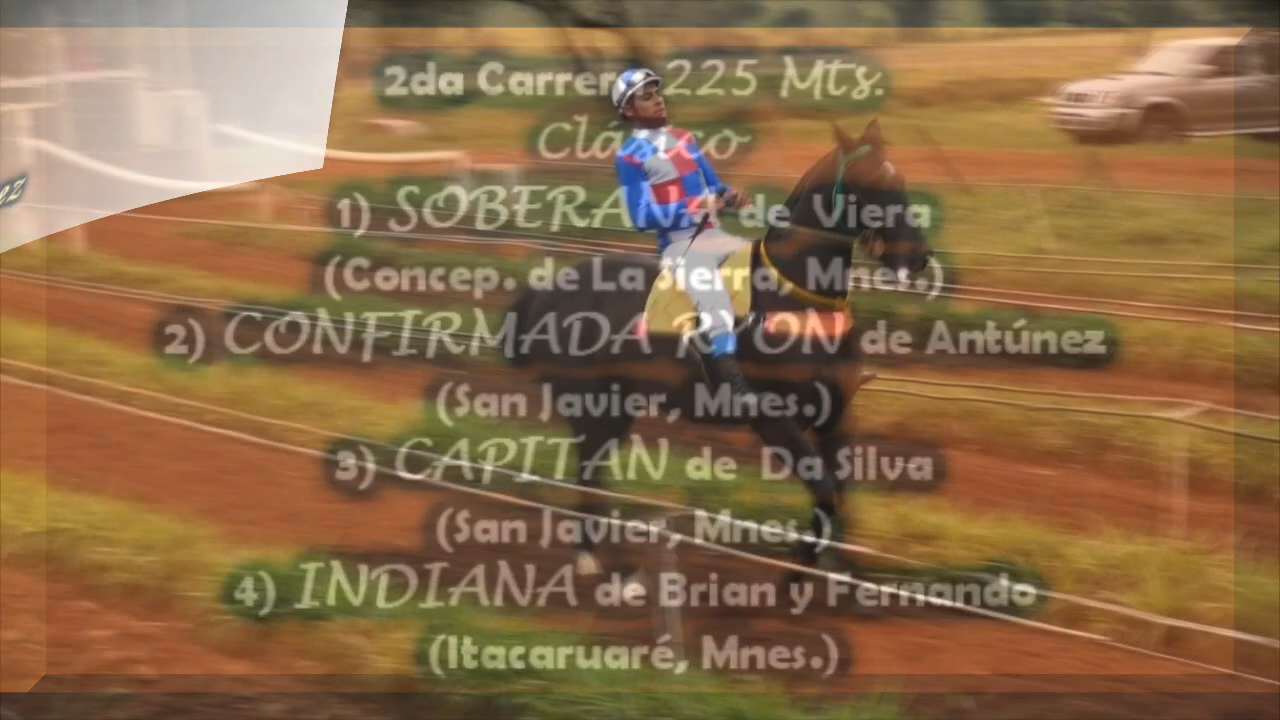 2da Carrera 225 Mts.
Clásico
1) SOBERANA de Viera
(Concep. de La Sierra, Mnes.)
2) CONFIRMADA RYON de Antúnez
(San Javier, Mnes.)
3) CAPITAN de Da Silva
(San Javier, Mnes.)
4) INDIANA de Brian y Fernando
(Itacaruaré, Mnes.)